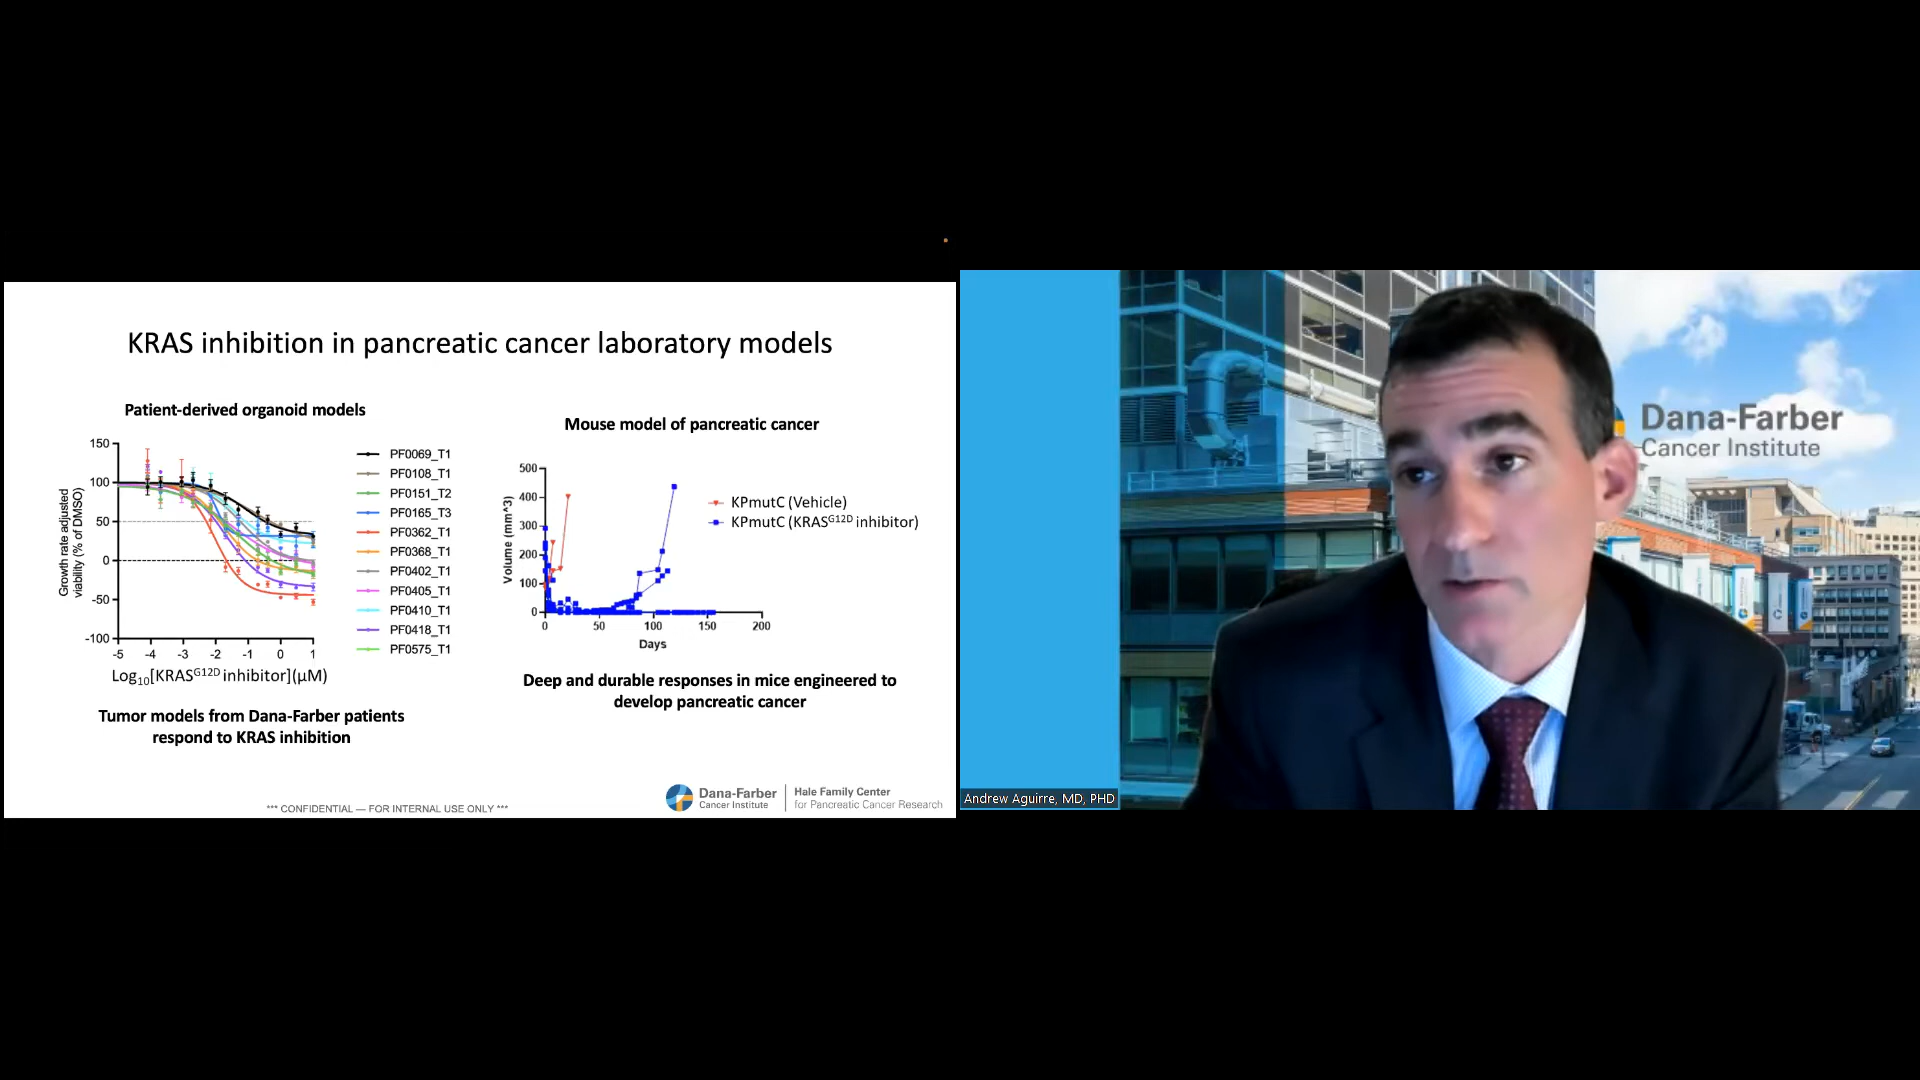 KRAS inhibition in pancreatic cancer laboratory models
Patient-derived organoid models
150
100
50
0
-50
-100
Growth rate adjusted
viability (% of DMSO)
-5 -4 -3 -2 -1 0 1
Log10[KRASG12D inhibitor](µM)
PF0069_T1
PF0108_T1
PF0151_T2
PF0165_T3
PF0362_T1
PF0368_T1
PF0402_T1
PF0405_T1
PF0410_T1
PF0418_T1
PF0575_T1
Tumor models from Dana-Farber patients
respond to KRAS inhibition
Mouse model of pancreatic cancer
500
400
300
200
100
0
Volume (mm^3)
0 50 100 150 200
Days
KPmutC (Vehicle)
KPmutC (KRASG12D inhibitor)
Deep and durable responses in mice engineered to
develop pancreatic cancer
*** CONFIDENTIAL — FOR INTERNAL USE ONLY ***
Dana-Farber
Cancer Institute
Hale Family Center
for Pancreatic Cancer Research
Dana-Farber
Cancer Institute
Andrew Aguirre, MD, PHD